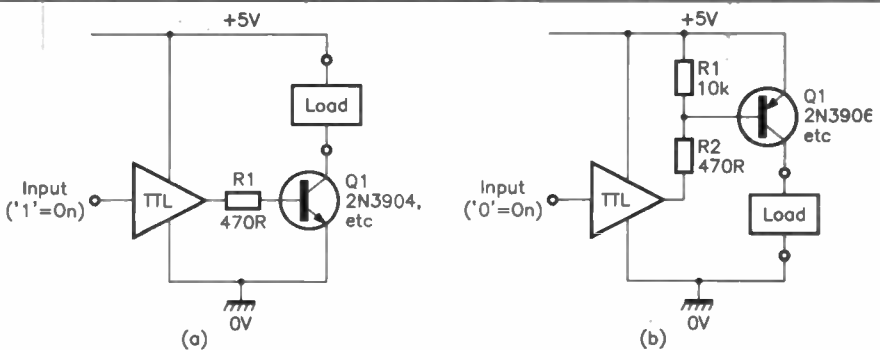 +5V
Load
R1
470R
TTL
Input
('1'=On)
Q1
2N3904,
etc
0V
(a)
+5V
R1
10k
Q1
2N3906
etc
R2
470R
TTL
Input
('0'=On)
Load
0V
(b)